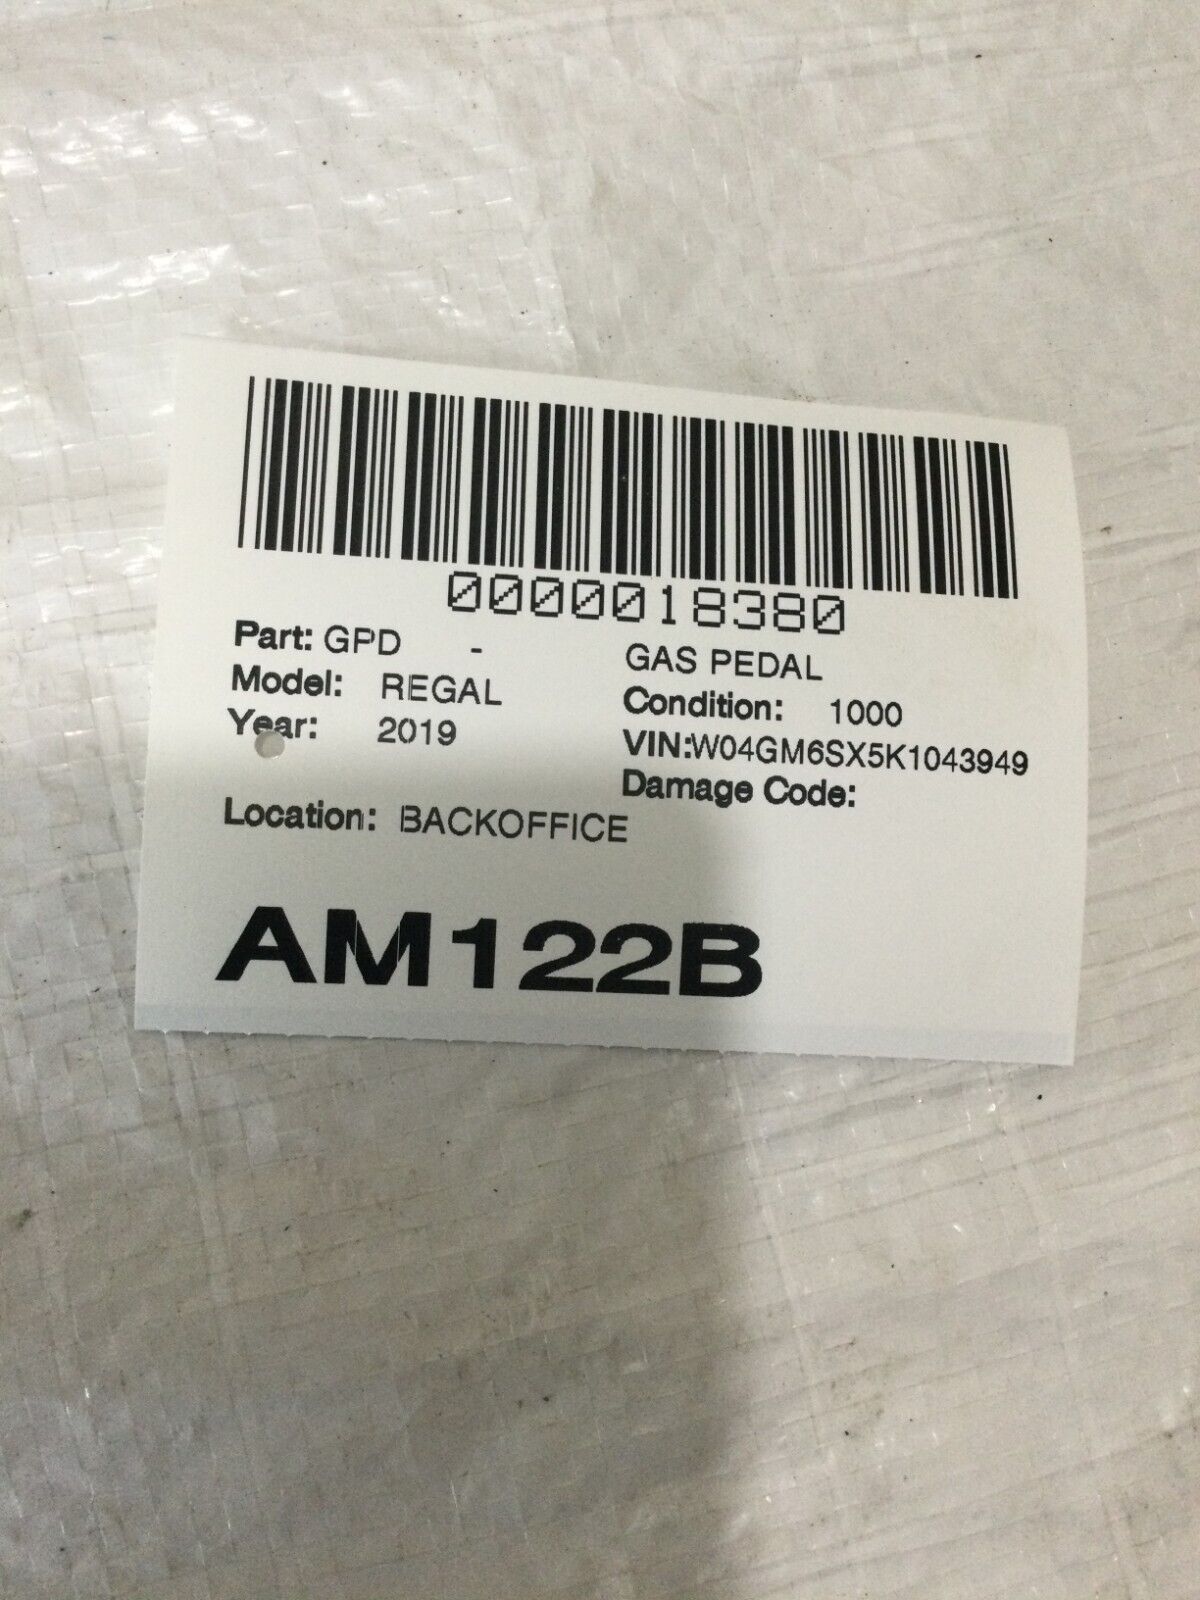 0000018380
Part: GPD - GAS PEDAL
Model: REGAL Condition: 1000
Year: 2019 VIN:W04GM6SX5K1043949
Damage Code:
Location: BACKOFFICE
AM122B